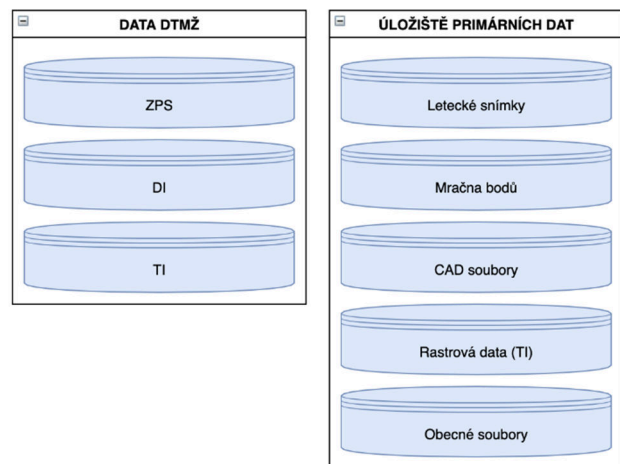 DATA DTMŽ
ZPS
DI
TI
ÚLOŽIŠTĚ PRIMÁRNÍCH DAT
Letecké snímky
Mračna bodů
CAD soubory
Rastrová data (TI)
Obecné soubory